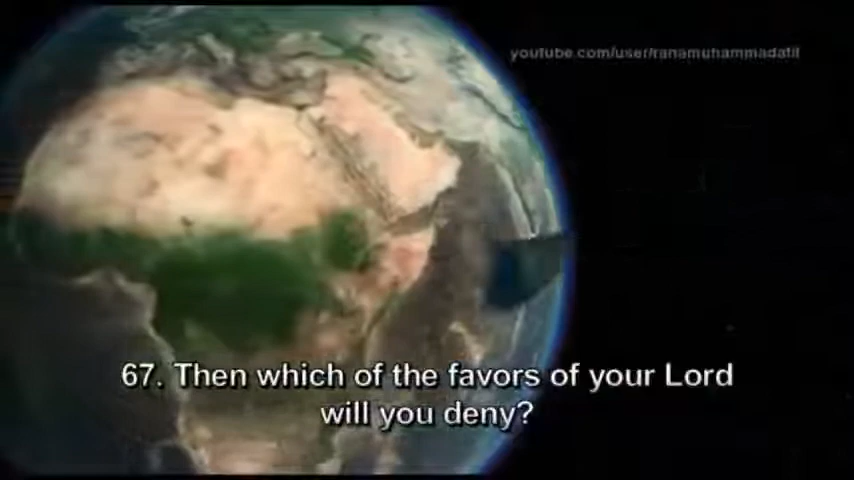 youtube.com/user/ranamuhammadatif
67. Then which of the favors of your Lord
will you deny?